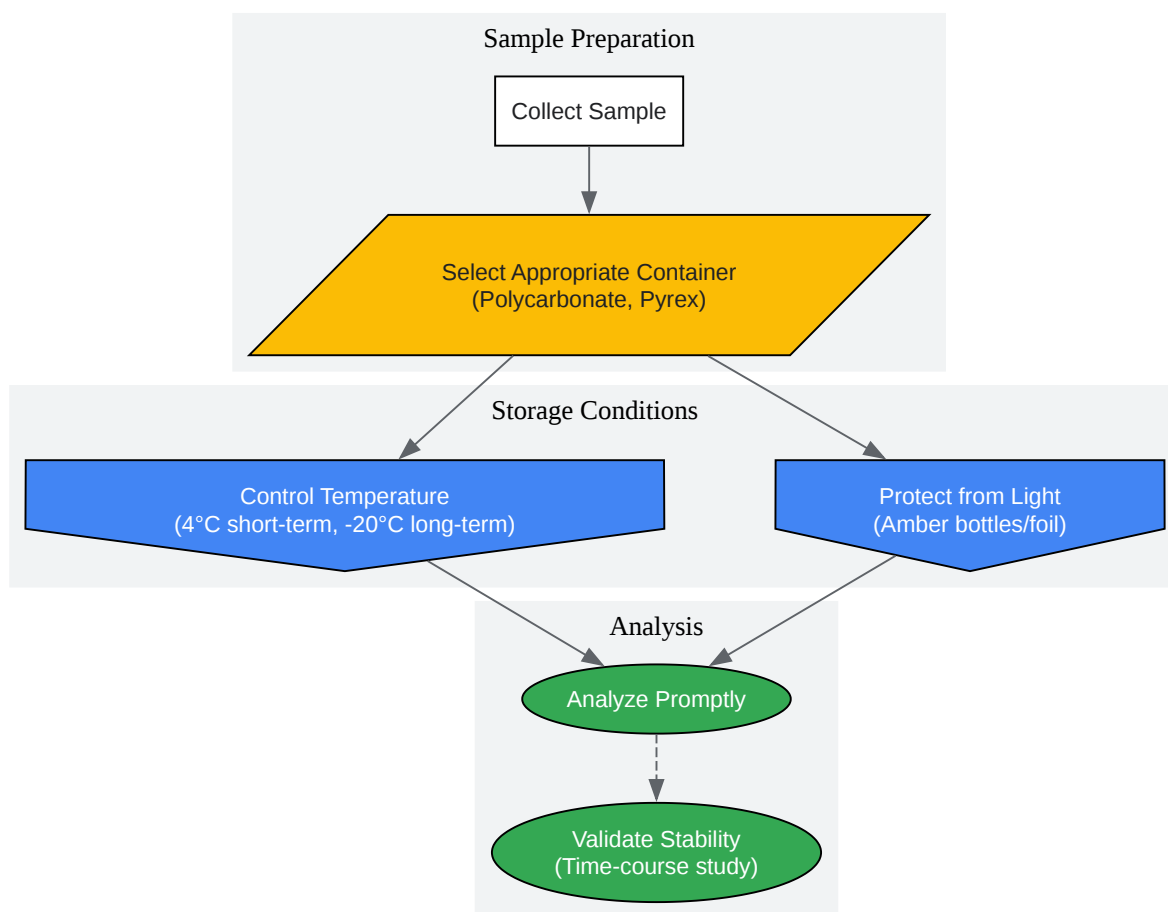 Sample Preparation
Collect Sample
Select Appropriate Container
(Polycarbonate, Pyrex)
Storage Conditions
Control Temperature
(4°C short-term, -20°C long-term)
Protect from Light
(Amber bottles/foil)
Analysis
Analyze Promptly
Validate Stability
(Time-course study)